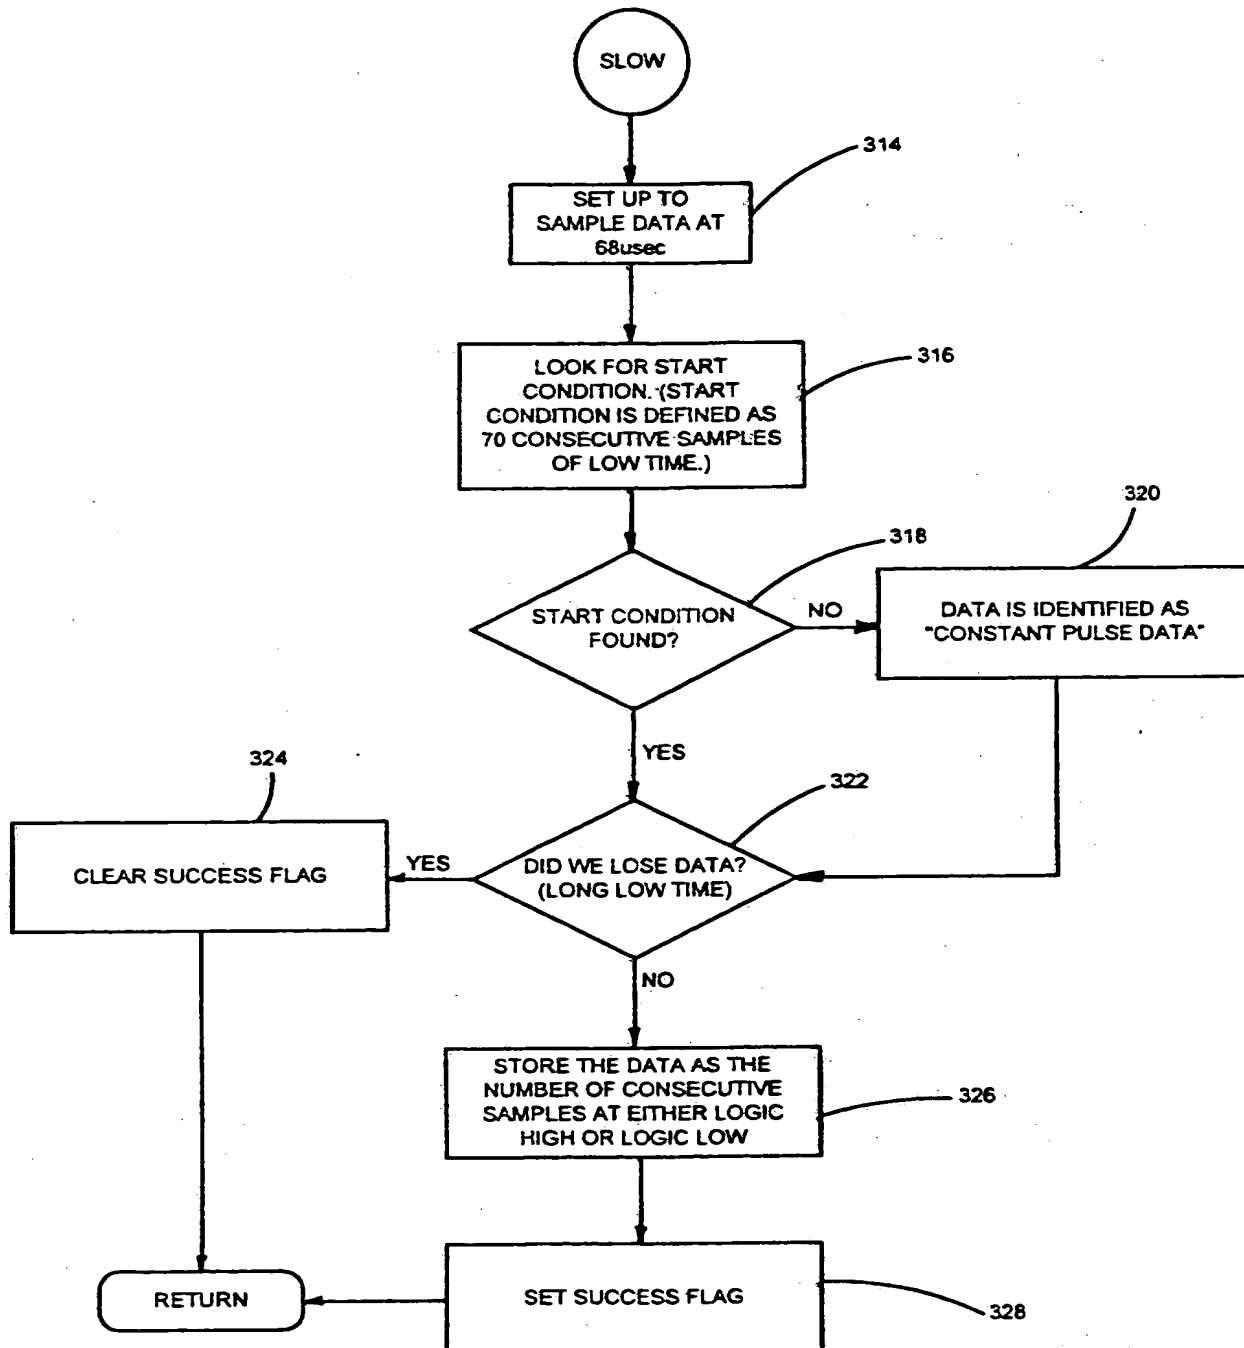 SLOW
314
SET UP TO
SAMPLE DATA AT
68usec
316
LOOK FOR START
CONDITION. (START
CONDITION IS DEFINED AS
70 CONSECUTIVE SAMPLES
OF LOW TIME.)
318
320
START CONDITION
FOUND?
NO
DATA IS IDENTIFIED AS
"CONSTANT PULSE DATA"
YES
324
322
CLEAR SUCCESS FLAG
YES
DID WE LOSE DATA?
(LONG LOW TIME)
NO
STORE THE DATA AS THE
NUMBER OF CONSECUTIVE
SAMPLES AT EITHER LOGIC
HIGH OR LOGIC LOW
326
RETURN
SET SUCCESS FLAG
328